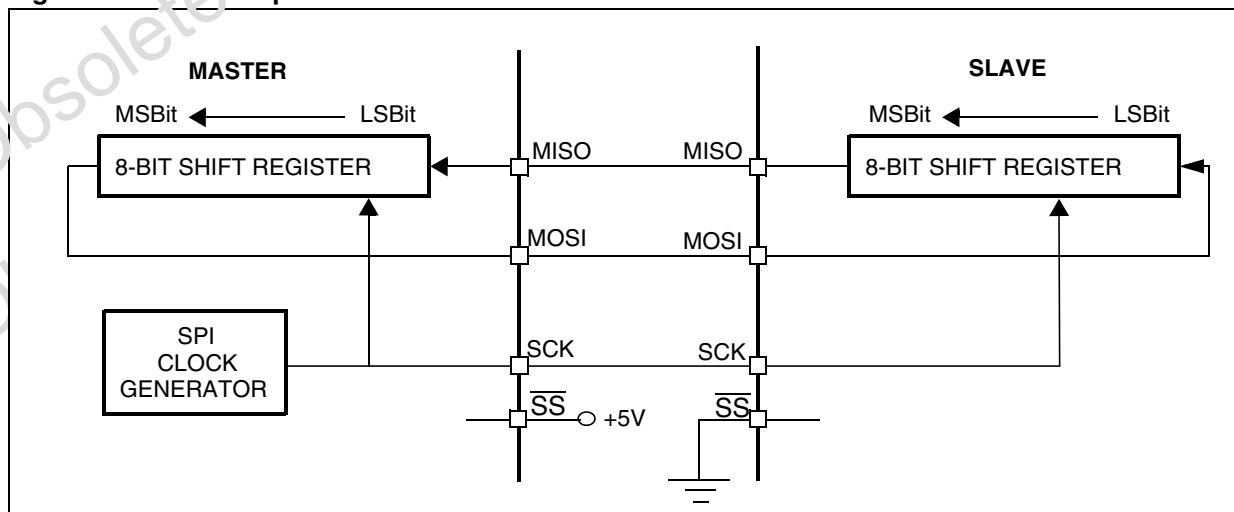 obsolete
MASTER
SLAVE
MSBit LSBit
MSBit LSBit
8-BIT SHIFT REGISTER
MISO MISO
8-BIT SHIFT REGISTER
MOSI MOSI
SPI
CLOCK
GENERATOR
SCK SCK
SS +5V
SS